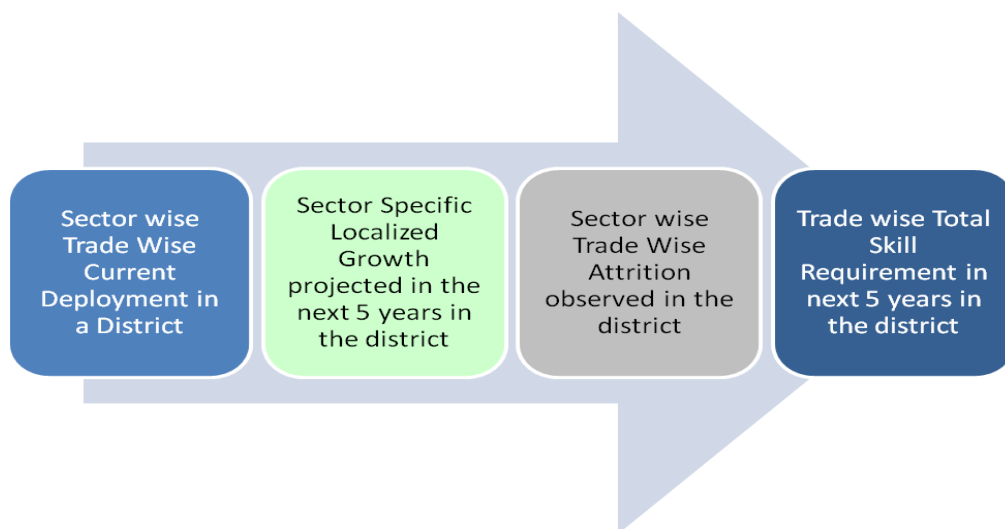 Sector wise
Trade Wise
Current
Deployment in
a District
Sector Specific
Localized
Growth
projected in the
next 5 years in
the district
Sector wise
Trade Wise
Attrition
observed in the
district
Trade wise Total
Skill
Requirement in
next 5 years in
the district